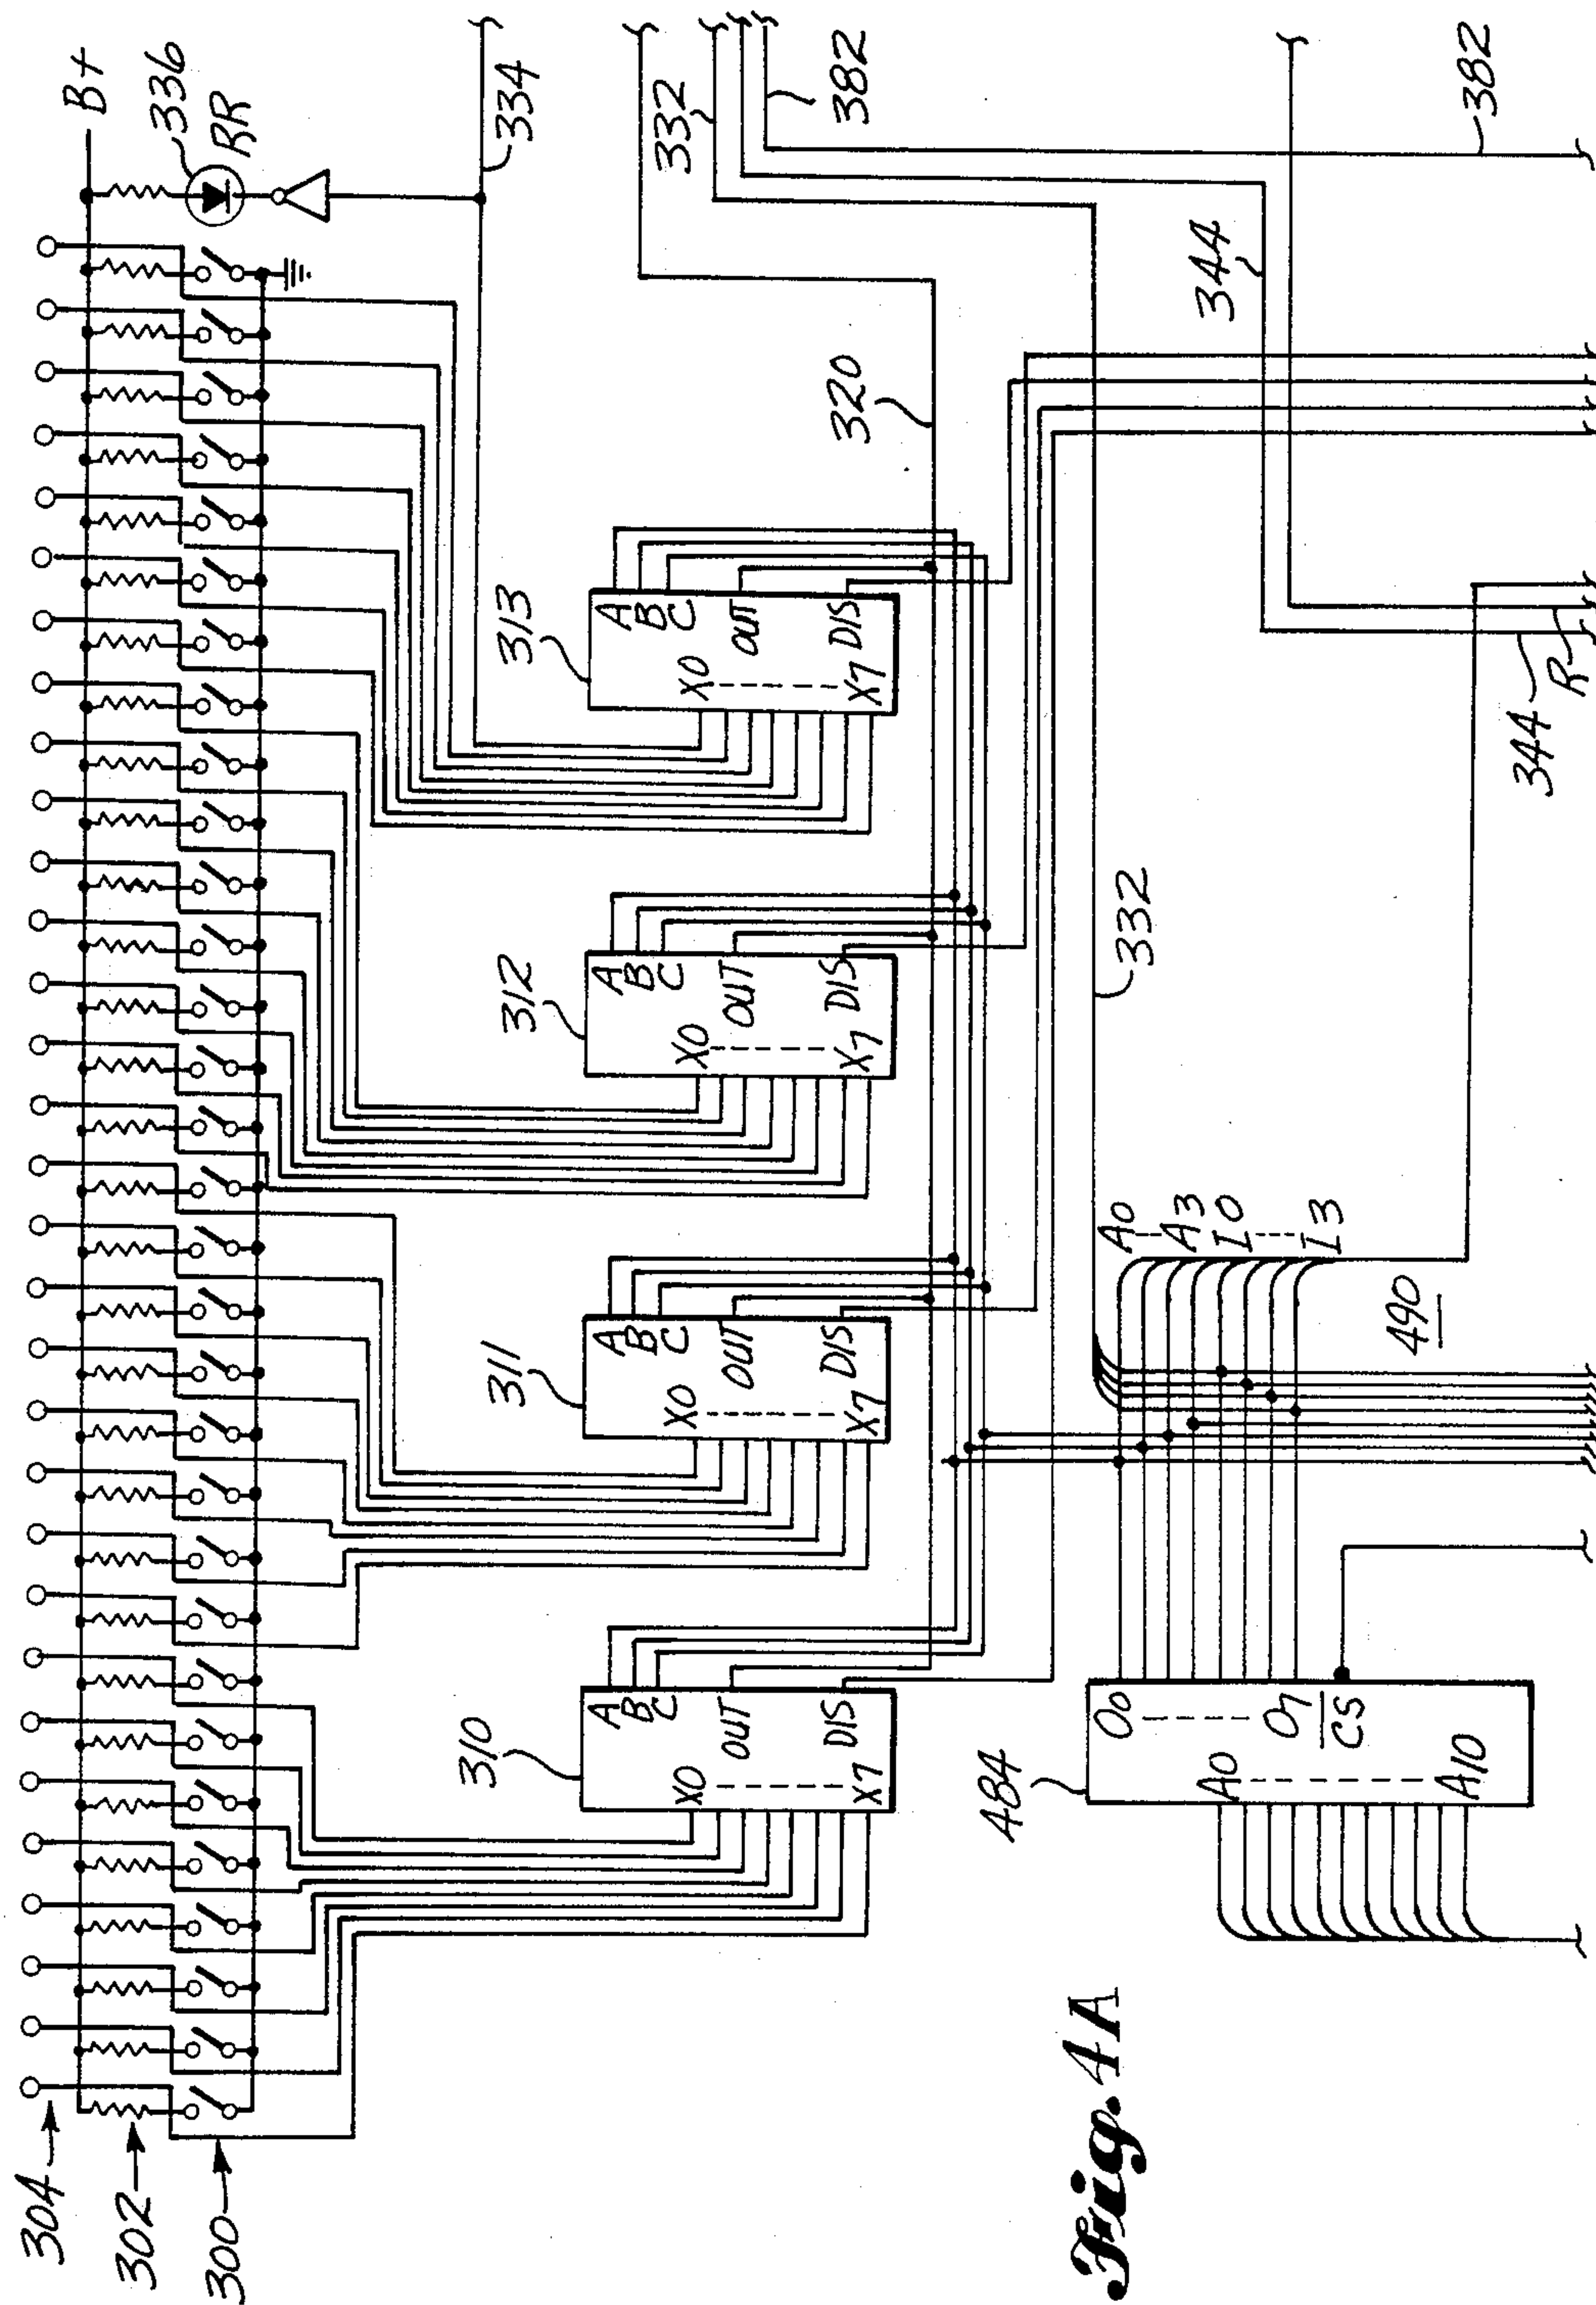 304
302
300
B+
336
RR
334
310
X0
X7
A
B
C
OUT
DIS
311
X0
X7
A
B
C
OUT
DIS
312
X0
X7
A
B
C
OUT
DIS
313
X0
X7
A
B
C
OUT
DIS
320
332
382
332
344
382
344
R
484
A0
A10
O0
O7
CS
A0
A3
I0
I3
490
Fig. 4A